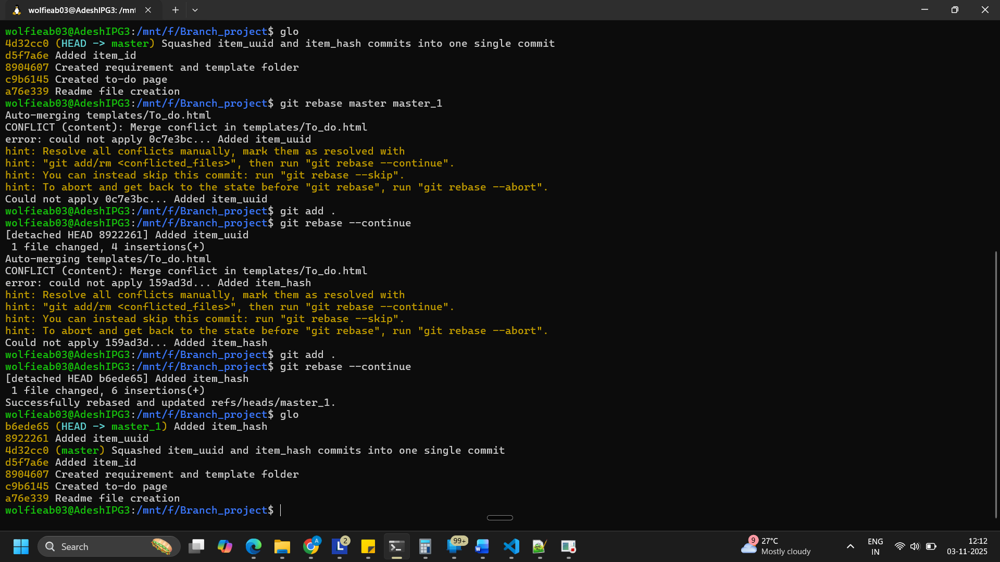 wolfieab03@AdeshIPG3: /mnt
wolfieab03@AdeshIPG3:/mnt/f/Branch_project$ glo
4d32cc0 (HEAD -> master) Squashed item_uuid and item_hash commits into one single commit
d5f7a6e Added item_id
8904607 Created requirement and template folder
c9b6145 Created to-do page
a76e339 Readme file creation
wolfieab03@AdeshIPG3:/mnt/f/Branch_project$ git rebase master master_1
Auto-merging templates/To_do.html
CONFLICT (content): Merge conflict in templates/To_do.html
error: could not apply 0c7e3bc... Added item_uuid
hint: Resolve all conflicts manually, mark them as resolved with
hint: "git add/rm <conflicted_files>", then run "git rebase --continue".
hint: You can instead skip this commit: run "git rebase --skip".
hint: To abort and get back to the state before "git rebase", run "git rebase --abort".
Could not apply 0c7e3bc... Added item_uuid
wolfieab03@AdeshIPG3:/mnt/f/Branch_project$ git add .
wolfieab03@AdeshIPG3:/mnt/f/Branch_project$ git rebase --continue
[detached HEAD 8922261] Added item_uuid
 1 file changed, 4 insertions(+)
Auto-merging templates/To_do.html
CONFLICT (content): Merge conflict in templates/To_do.html
error: could not apply 159ad3d... Added item_hash
hint: Resolve all conflicts manually, mark them as resolved with
hint: "git add/rm <conflicted_files>", then run "git rebase --continue".
hint: You can instead skip this commit: run "git rebase --skip".
hint: To abort and get back to the state before "git rebase", run "git rebase --abort".
Could not apply 159ad3d... Added item_hash
wolfieab03@AdeshIPG3:/mnt/f/Branch_project$ git add .
wolfieab03@AdeshIPG3:/mnt/f/Branch_project$ git rebase --continue
[detached HEAD b6ede65] Added item_hash
 1 file changed, 6 insertions(+)
Successfully rebased and updated refs/heads/master_1.
wolfieab03@AdeshIPG3:/mnt/f/Branch_project$ glo
b6ede65 (HEAD -> master_1) Added item_hash
8922261 Added item_uuid
4d32cc0 (master) Squashed item_uuid and item_hash commits into one single commit
d5f7a6e Added item_id
8904607 Created requirement and template folder
c9b6145 Created to-do page
a76e339 Readme file creation
wolfieab03@AdeshIPG3:/mnt/f/Branch_project$
Search
A
L 2
99+
W
9
27°C
Mostly cloudy
ENG
IN
12:12
03-11-2025